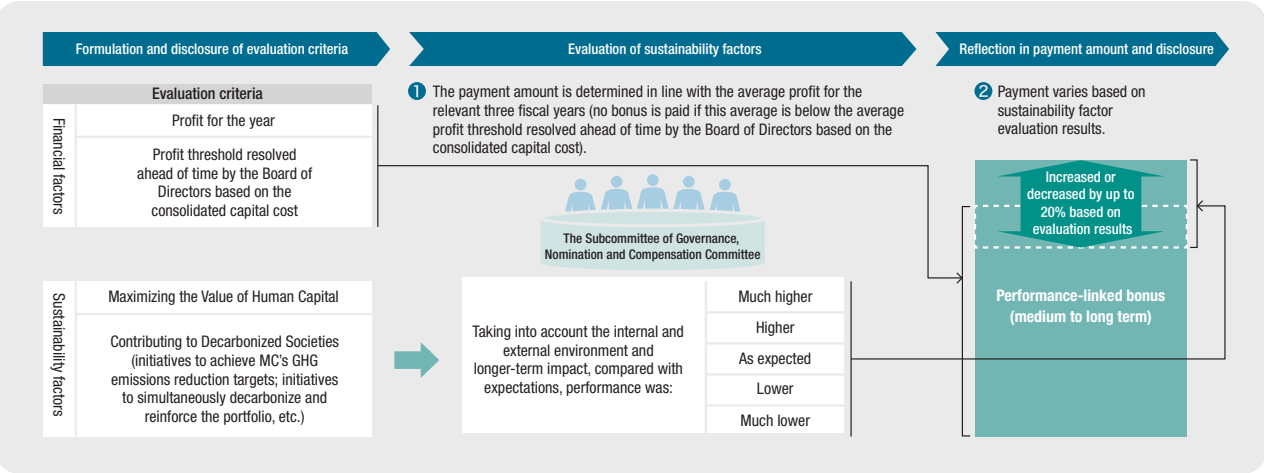 Formulation and disclosure of evaluation criteria
Evaluation of sustainability factors
Reflection in payment amount and disclosure
Evaluation criteria
Financial factors
Profit for the year
Profit threshold resolved
ahead of time by the Board of
Directors based on the
consolidated capital cost
1 The payment amount is determined in line with the average profit for the
relevant three fiscal years (no bonus is paid if this average is below the average
profit threshold resolved ahead of time by the Board of Directors based on the
consolidated capital cost).
2 Payment varies based on
sustainability factor
evaluation results.
The Subcommittee of Governance,
Nomination and Compensation Committee
Increased or
decreased by up to
20% based on
evaluation results
Performance-linked bonus
(medium to long term)
Sustainability factors
Maximizing the Value of Human Capital
Contributing to Decarbonized Societies
(initiatives to achieve MC's GHG
emissions reduction targets; initiatives
to simultaneously decarbonize and
reinforce the portfolio, etc.)
Taking into account the internal and
external environment and
longer-term impact, compared with
expectations, performance was:
Much higher
Higher
As expected
Lower
Much lower